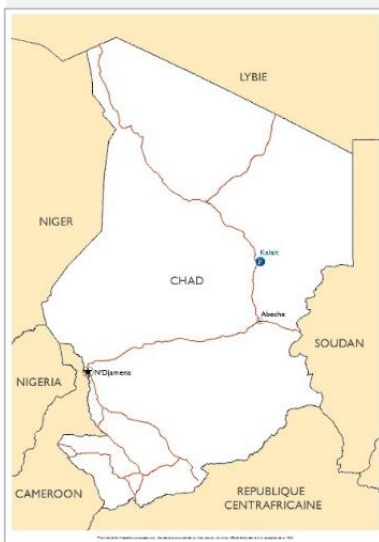 LYBIE
NIGER
Kalait
CHAD
Abeche
SOUDAN
NIGERIA
N'Djamena
CAMEROON
REPUBLIQUE
CENTRAFRICAINE